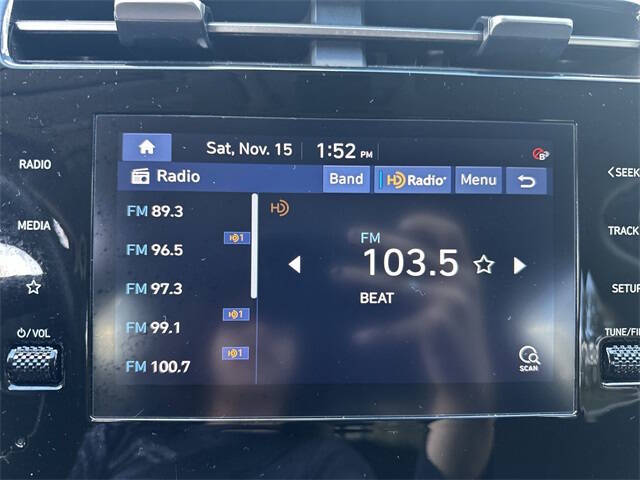 Sat, Nov. 15 1:52 PM
RADIO
Radio Band HD Radio Menu
<SEEK
FM 89.3
HD
MEDIA
FM 96.5 HD1
FM
103.5
TRACK
FM 97.3
SETUP
BEAT
FM 99.1 HD1
⏻/VOL
TUNE/FI
FM 100.7 HD1
SCAN